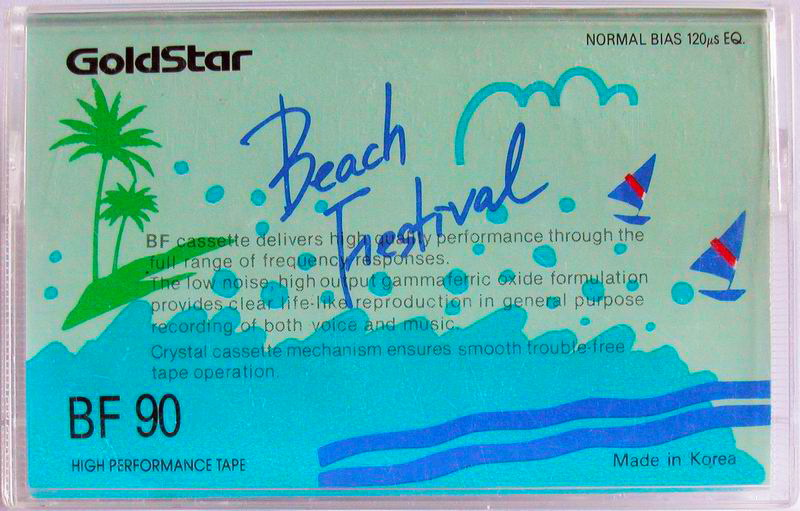 GoldStar
NORMAL BIAS 120µs EQ.
Beach
Festival
BF cassette delivers high quality performance through the
full range of frequency responses.
The low noise, high output gammaferric oxide formulation
provides clear life-like reproduction in general purpose
recording of both voice and music.
Crystal cassette mechanism ensures smooth trouble-free
tape operation.
BF 90
HIGH PERFORMANCE TAPE
Made in Korea